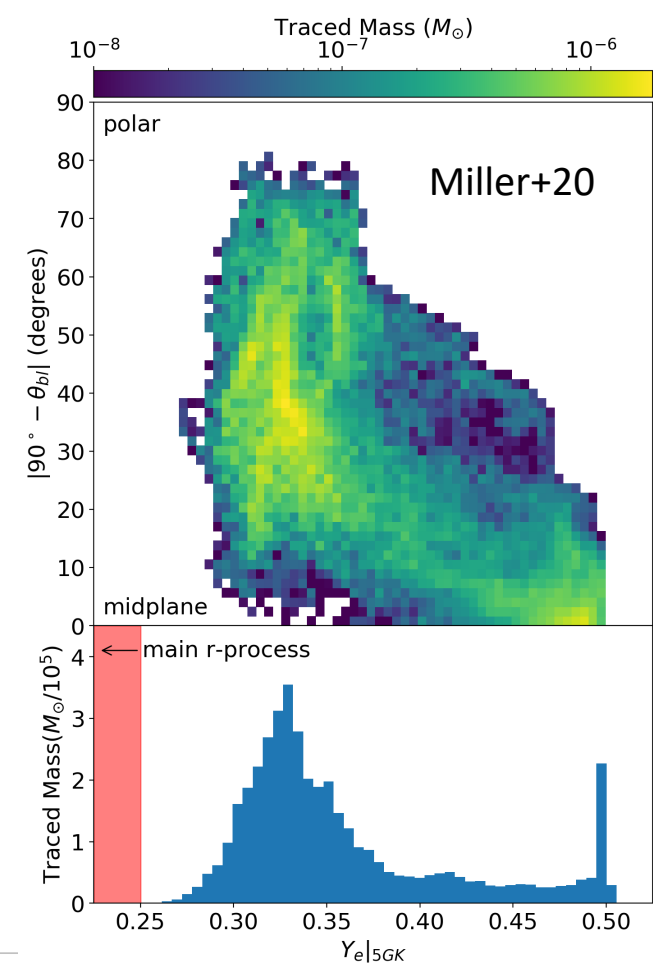 Traced Mass (M⊙)
10⁻⁸ 10⁻⁷ 10⁻⁶
90
polar
80
Miller+20
70
60
50
40
30
20
10
midplane
0
|90° − θbl| (degrees)
← main r-process
4
3
2
1
0
Traced Mass(M⊙/10⁵)
0.25 0.30 0.35 0.40 0.45 0.50
Yₑ|5GK